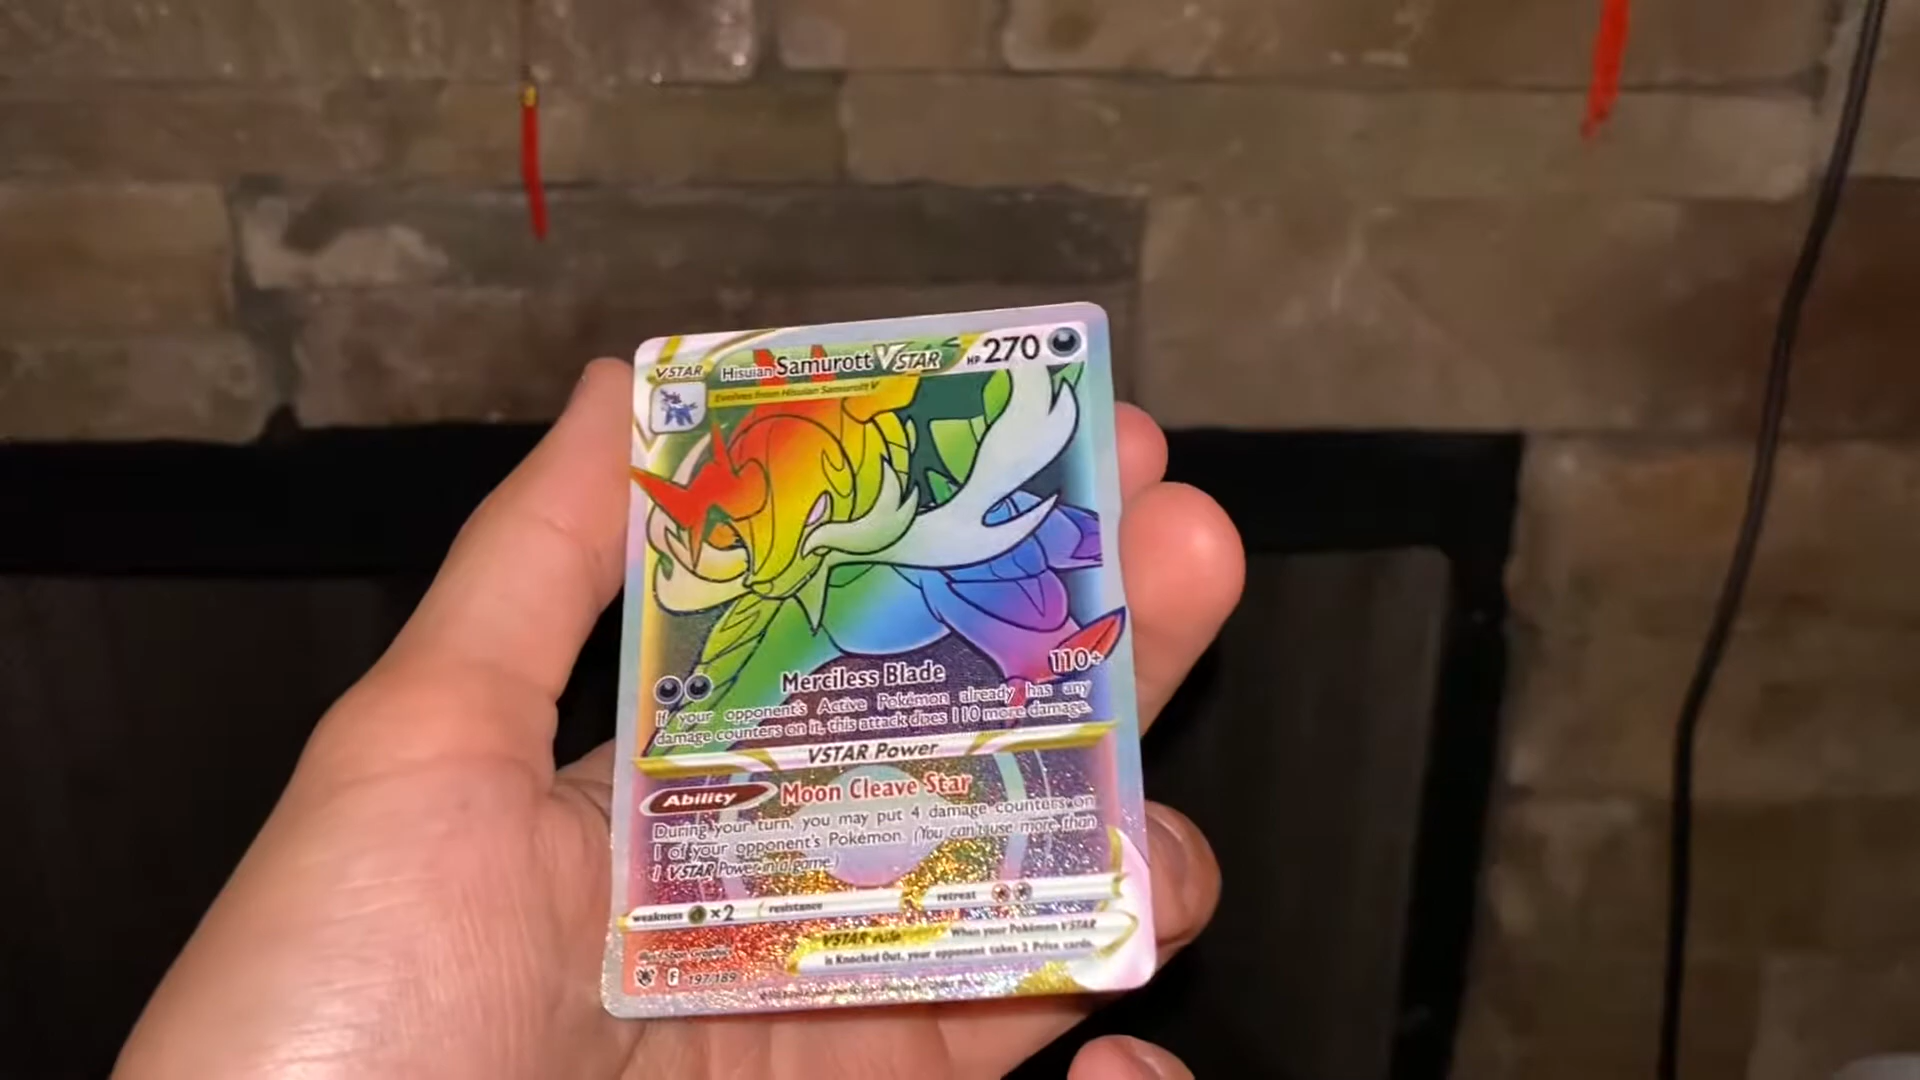 VSTAR Hisuian Samurott VSTAR HP 270
Evolves from Hisuian Samurott V
Merciless Blade 110+
If your opponent's Active Pokémon already has any
damage counters on it, this attack does 110 more damage.
VSTAR Power
Ability Moon Cleave Star
During your turn, you may put 4 damage counters on
1 of your opponent's Pokémon. (You can't use more than
1 VSTAR Power in a game.)
weakness ×2 resistance retreat
VSTAR rule When your Pokémon VSTAR
is Knocked Out, your opponent takes 2 Prize cards.
F 197/189